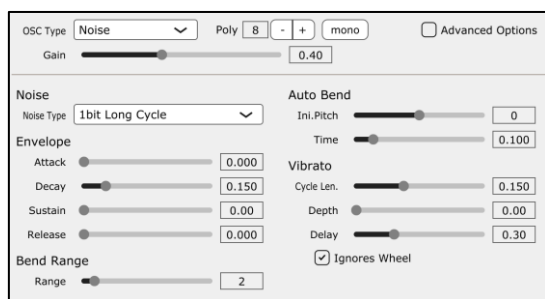 OSC Type Noise Poly 8 - + mono Advanced Options
Gain 0.40
Noise
Noise Type 1bit Long Cycle
Envelope
Attack 0.000
Decay 0.150
Sustain 0.00
Release 0.000
Bend Range
Range 2
Auto Bend
Ini.Pitch 0
Time 0.100
Vibrato
Cycle Len. 0.150
Depth 0.00
Delay 0.30
Ignores Wheel